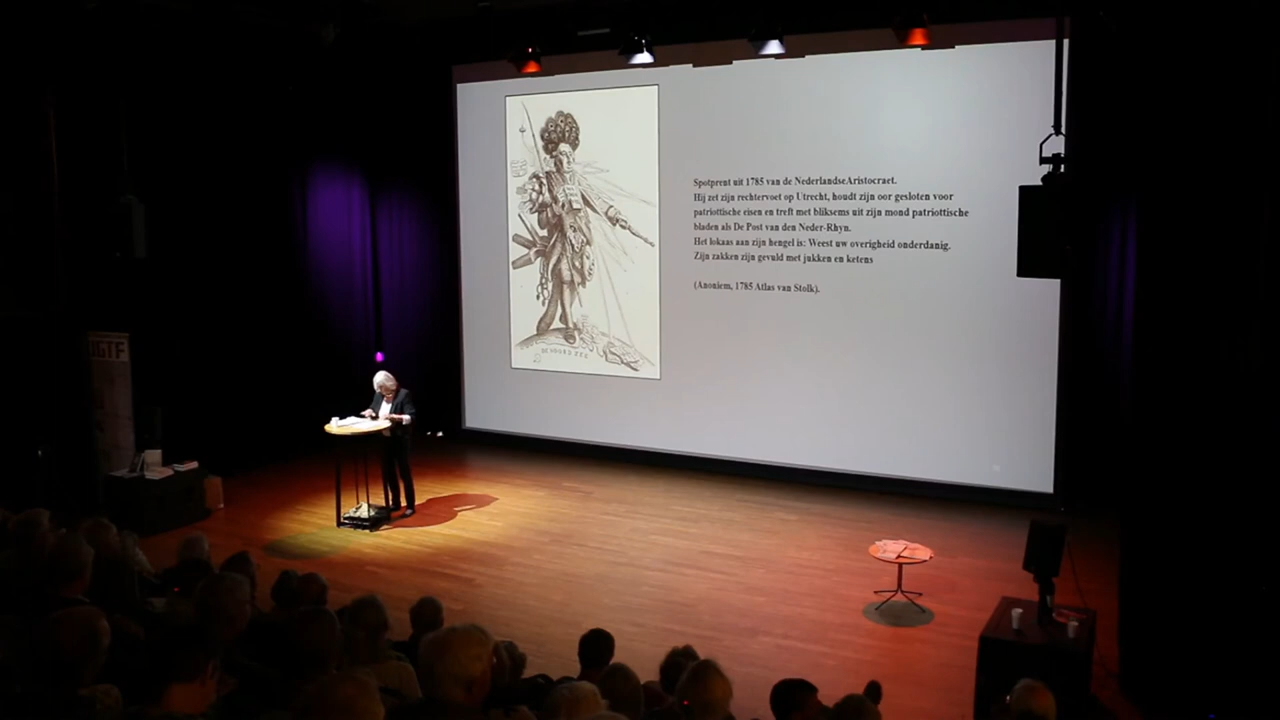 Spotprent uit 1785 van de NederlandseAristocraet.
Hij zet zijn rechtervoet op Utrecht, houdt zijn oor gesloten voor
patriottische eisen en treft met bliksems uit zijn mond patriottische
bladen als De Post van den Neder-Rhyn.
Het lokaas aan zijn hengel is: Weest uw overigheid onderdanig.
Zijn zakken zijn gevuld met jukken en ketens
(Anoniem, 1785 Atlas van Stolk).
DE NOORD ZEE